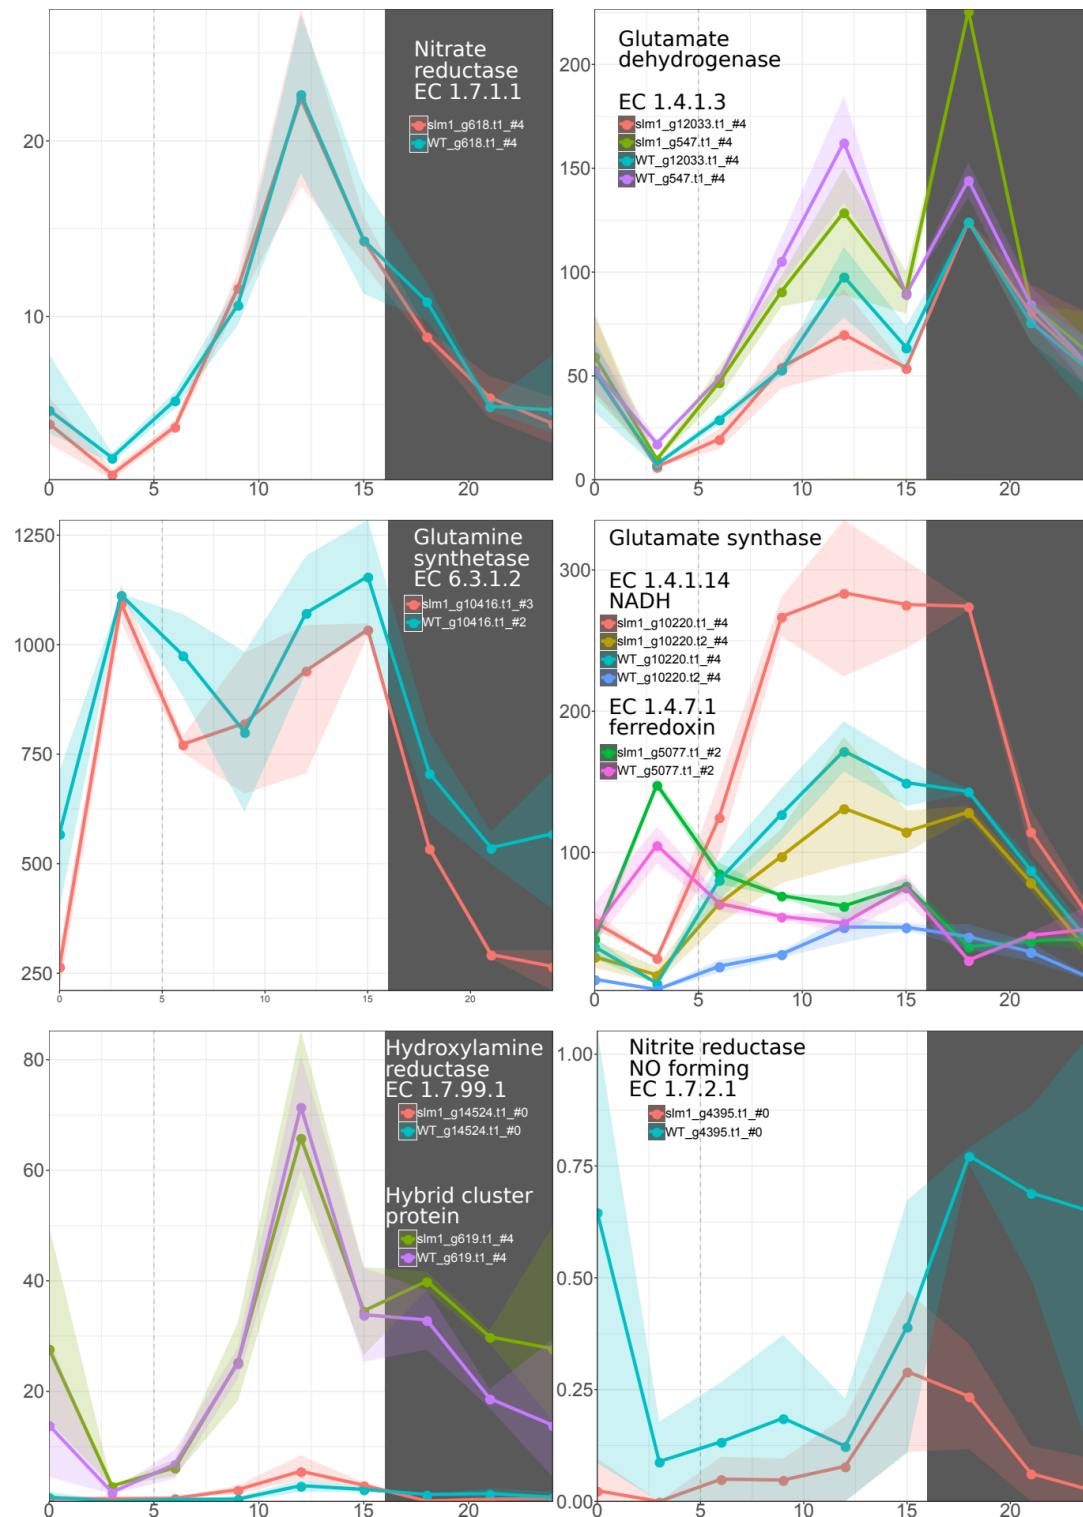 Nitrate
reductase
EC 1.7.1.1
slm1_g618.t1_#4
WT_g618.t1_#4
20
10
0
5
10
15
20
Glutamate
dehydrogenase
EC 1.4.1.3
slm1_g12033.t1_#4
slm1_g547.t1_#4
WT_g12033.t1_#4
WT_g547.t1_#4
200
150
100
50
0
0
5
10
15
20
Glutamine
synthetase
EC 6.3.1.2
slm1_g10416.t1_#3
WT_g10416.t1_#2
1250
1000
750
500
250
0
5
10
15
20
Glutamate synthase
EC 1.4.1.14
NADH
slm1_g10220.t1_#4
slm1_g10220.t2_#4
WT_g10220.t1_#4
WT_g10220.t2_#4
EC 1.4.7.1
ferredoxin
slm1_g5077.t1_#2
WT_g5077.t1_#2
300
200
100
0
5
10
15
20
Hydroxylamine
reductase
EC 1.7.99.1
slm1_g14524.t1_#0
WT_g14524.t1_#0
Hybrid cluster
protein
slm1_g619.t1_#4
WT_g619.t1_#4
80
60
40
20
0
5
10
15
20
Nitrite reductase
NO forming
EC 1.7.2.1
slm1_g4395.t1_#0
WT_g4395.t1_#0
1.00
0.75
0.50
0.25
0.00
0
5
10
15
20